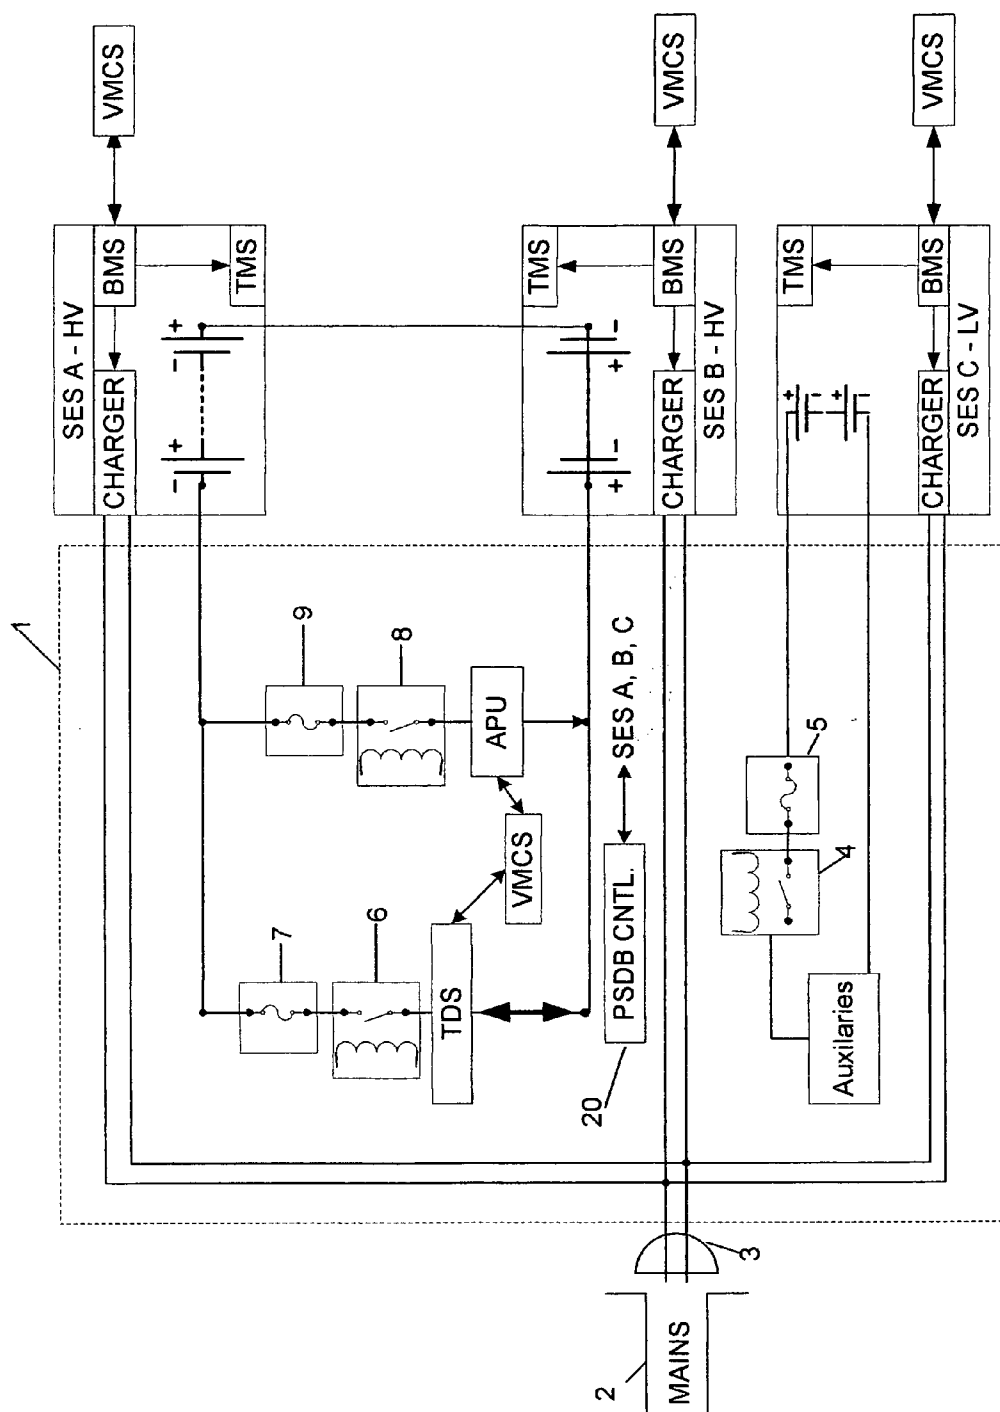 1
SES A - HV
CHARGER
BMS
VMCS
- + - +
TMS
7
9
6
8
TDS
APU
VMCS
TMS
+ - + -
20
PSDB CNTL.
SES A, B, C
2
MAINS
3
CHARGER
BMS
VMCS
SES B - HV
TMS
+ -
+ -
5
4
Auxilaries
CHARGER
BMS
VMCS
SES C - LV